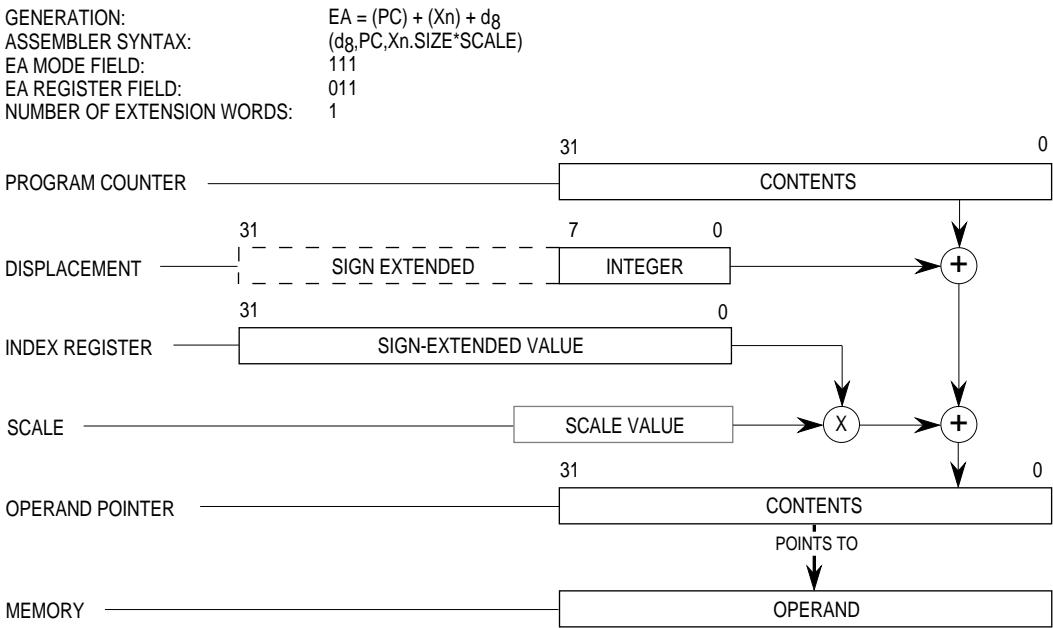 GENERATION: EA = (PC) + (Xn) + d8
ASSEMBLER SYNTAX: (d8,PC,Xn.SIZE*SCALE)
EA MODE FIELD: 111
EA REGISTER FIELD: 011
NUMBER OF EXTENSION WORDS: 1
31 0
PROGRAM COUNTER CONTENTS
31 7 0
DISPLACEMENT SIGN EXTENDED INTEGER +
31 0
INDEX REGISTER SIGN-EXTENDED VALUE
SCALE SCALE VALUE X +
31 0
OPERAND POINTER CONTENTS
POINTS TO
MEMORY OPERAND